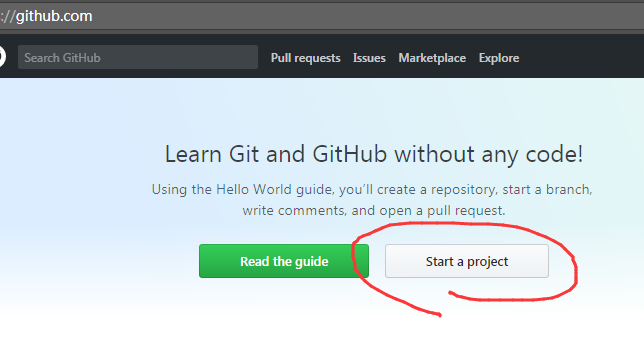 ://github.com
Search GitHub Pull requests Issues Marketplace Explore
Learn Git and GitHub without any code!
Using the Hello World guide, you’ll create a repository, start a branch,
write comments, and open a pull request.
Read the guide Start a project